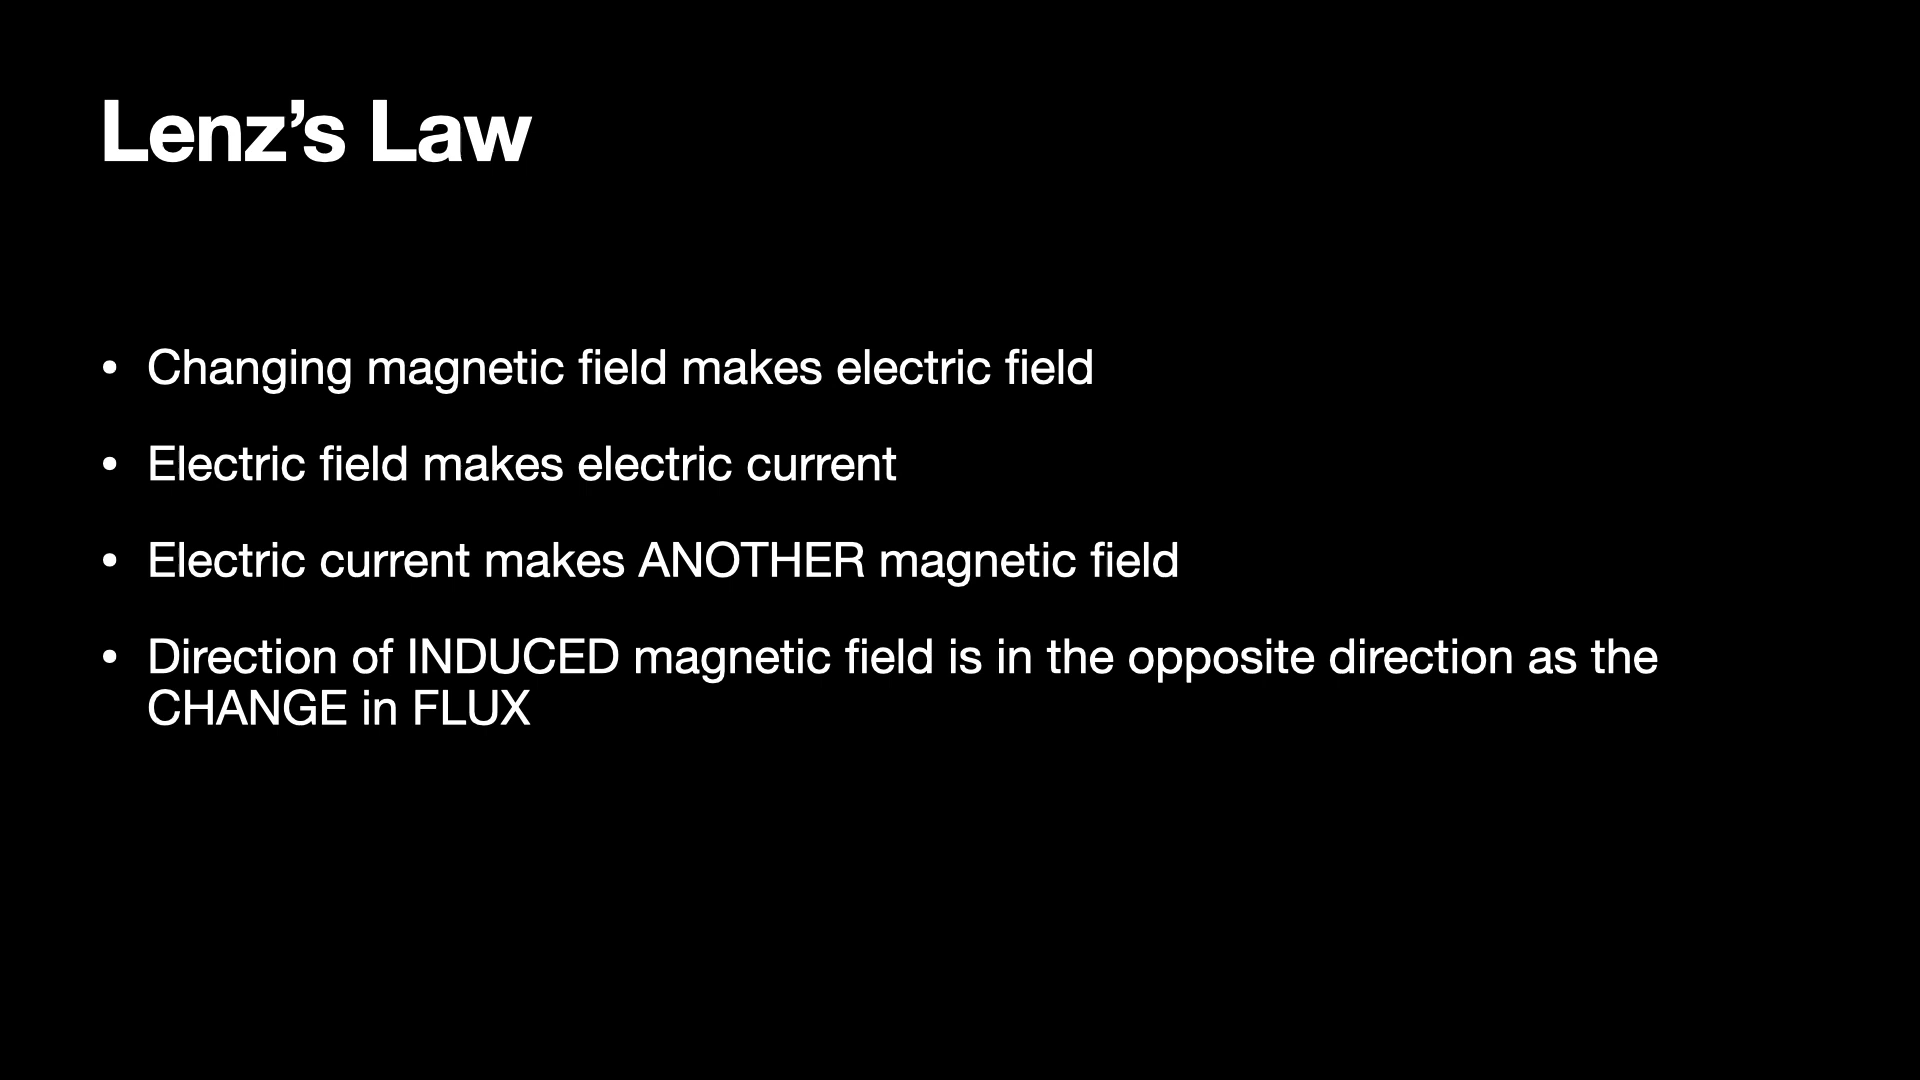 Lenz’s Law
• Changing magnetic field makes electric field
• Electric field makes electric current
• Electric current makes ANOTHER magnetic field
• Direction of INDUCED magnetic field is in the opposite direction as the
CHANGE in FLUX